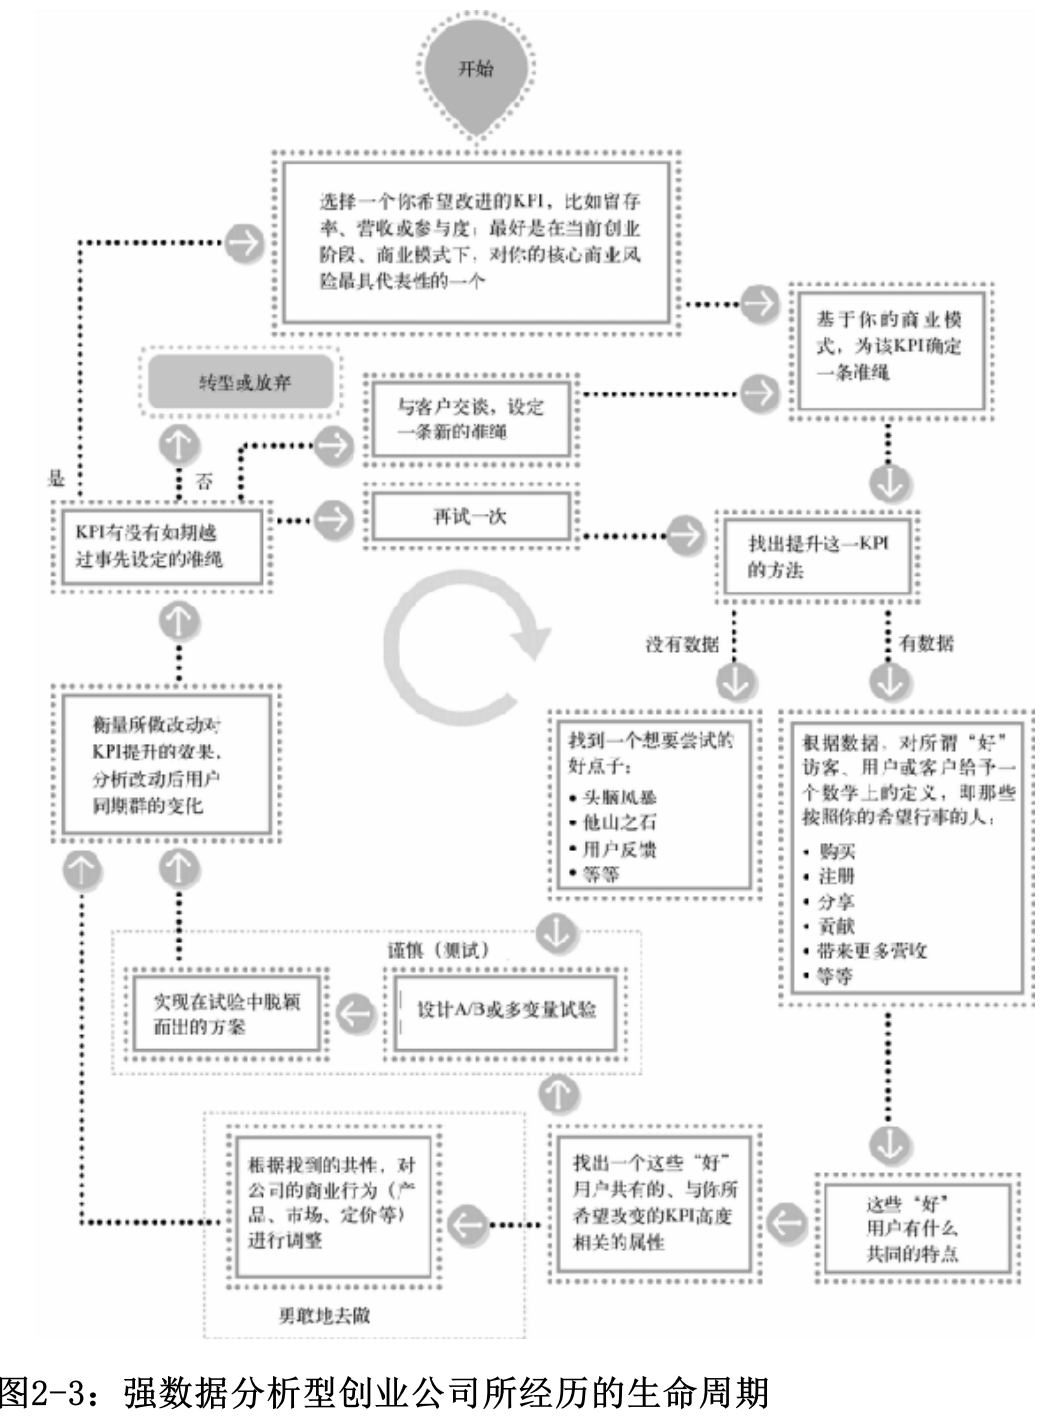 开始
选择一个你希望改进的KPI，比如留存
率、营收或参与度；最好是在当前创业
阶段、商业模式下，对你的核心商业风
险最具代表性的一个
基于你的商业模
式，为该KPI确定
一条准绳
转型或放弃
与客户交谈，设定
一条新的准绳
是
否
再试一次
KPI有没有如期越
过事先设定的准绳
找出提升这一KPI
的方法
没有数据
有数据
衡量所做改动对
KPI提升的效果，
分析改动后用户
同期群的变化
找到一个想要尝试的
好点子：
• 头脑风暴
• 他山之石
• 用户反馈
• 等等
根据数据，对所谓“好”
访客、用户或客户给予一
个数学上的定义，即那些
按照你的希望行事的人：
• 购买
• 注册
• 分享
• 贡献
• 带来更多营收
• 等等
谨慎（测试）
实现在试验中脱颖
而出的方案
设计A/B或多变量试验
根据找到的共性，对
公司的商业行为（产
品、市场、定价等）
进行调整
勇敢地去做
找出一个这些“好”
用户共有的、与你所
希望改变的KPI高度
相关的属性
这些“好”
用户有什么
共同的特点
图2-3：强数据分析型创业公司所经历的生命周期